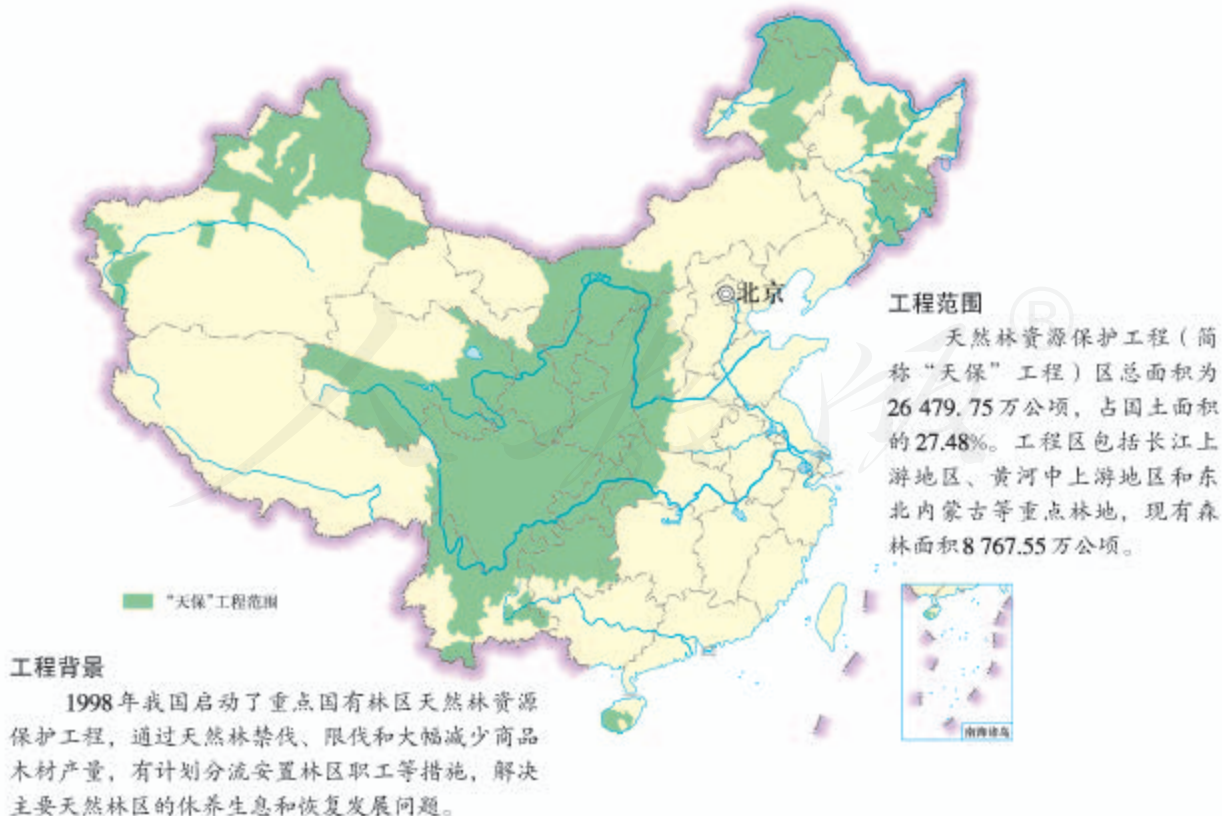 北京
工程范围
天然林资源保护工程（简
称“天保”工程）区总面积为
26 479.75万公顷，占国土面积
的27.48%。工程区包括长江上
游地区、黄河中上游地区和东
北内蒙古等重点林地，现有森
林面积8 767.55万公顷。
“天保”工程范围
南海诸岛
工程背景
1998年我国启动了重点国有林区天然林资源
保护工程，通过天然林禁伐、限伐和大幅减少商品
木材产量，有计划分流安置林区职工等措施，解决
主要天然林区的休养生息和恢复发展问题。